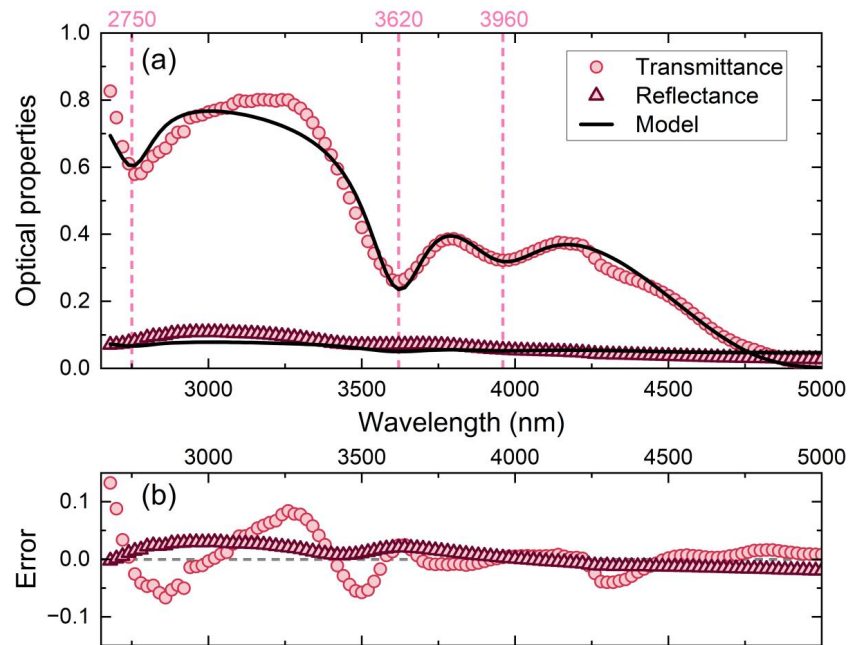 2750 3620 3960
1.0
(a)
Transmittance
Reflectance
Model
0.8
0.6
0.4
0.2
0.0
Optical properties
3000 3500 4000 4500 5000
Wavelength (nm)
3000 3500 4000 4500 5000
(b)
0.1
0.0
−0.1
Error